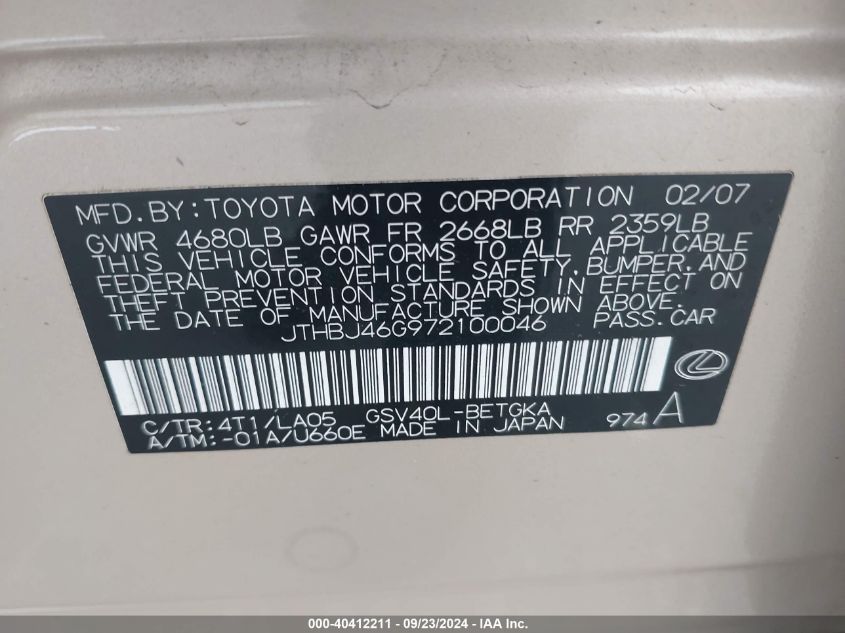 MFD.BY:TOYOTA MOTOR CORPORATION 02/07
GVWR 4680LB GAWR FR 2668LB RR 2359LB
THIS VEHICLE CONFORMS TO ALL APPLICABLE
FEDERAL MOTOR VEHICLE SAFETY,BUMPER,AND
THEFT PREVENTION STANDARDS IN EFFECT ON
THE DATE OF MANUFACTURE SHOWN ABOVE.
JTHBJ46G972100046 PASS.CAR
C/TR:4T1/LA05 GSV40L-BETGKA
A/TM:-01A/U660E MADE IN JAPAN 974A
000-40412211 - 09/23/2024 - IAA Inc.